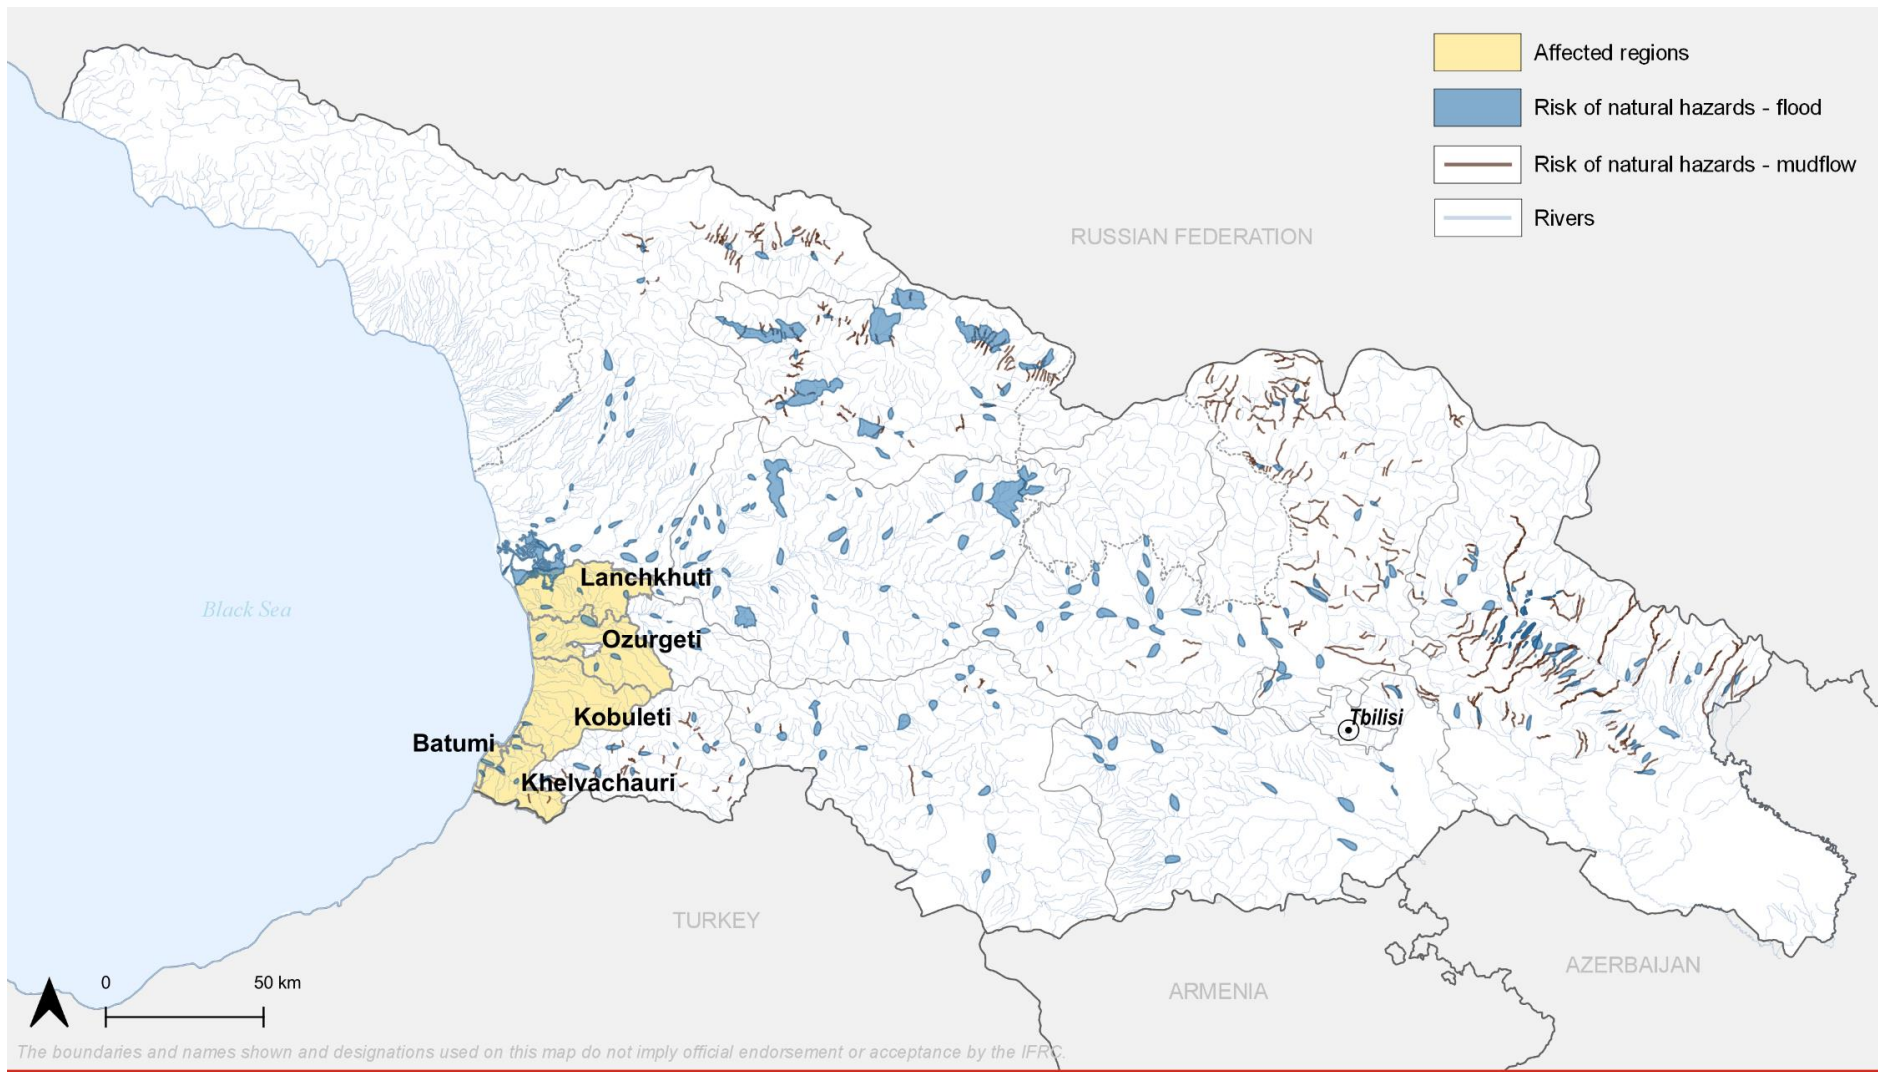 Affected regions
Risk of natural hazards - flood
Risk of natural hazards - mudflow
Rivers
RUSSIAN FEDERATION
Lanchkhuti
Black Sea
Ozurgeti
Kobuleti
Tbilisi
Batumi
Khelvachauri
TURKEY
AZERBAIJAN
ARMENIA
0 50 km
The boundaries and names shown and designations used on this map do not imply official endorsement or acceptance by the IFRC.